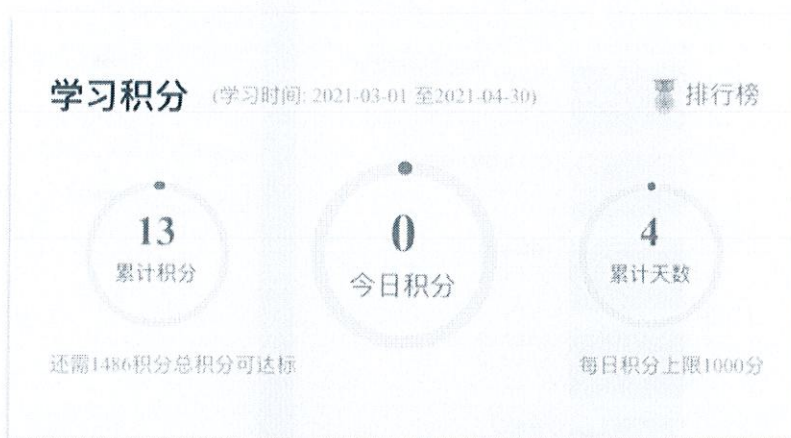 学习积分 (学习时间: 2021-03-01 至2021-04-30) 排行榜
13 0 4
累计积分 今日积分 累计天数
还需1486积分总积分可达标 每日积分上限1000分